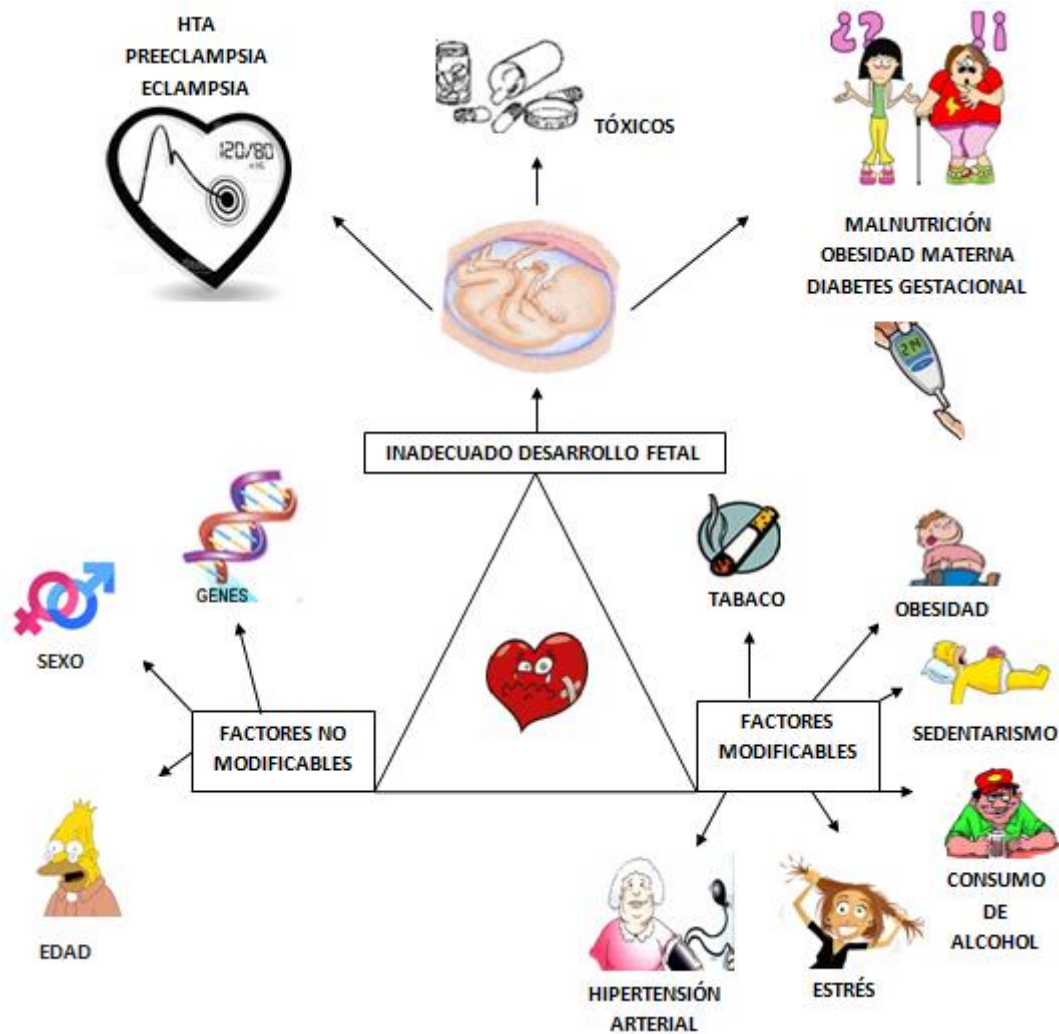 HTA
PREECLAMPSIA
ECLAMPSIA
120/80
TÓXICOS
¿? !¡
MALNUTRICIÓN
OBESIDAD MATERNA
DIABETES GESTACIONAL
214
INADECUADO DESARROLLO FETAL
GENES
SEXO
TABACO
OBESIDAD
SEDENTARISMO
FACTORES NO
MODIFICABLES
FACTORES
MODIFICABLES
EDAD
HIPERTENSIÓN
ARTERIAL
ESTRÉS
CONSUMO
DE
ALCOHOL